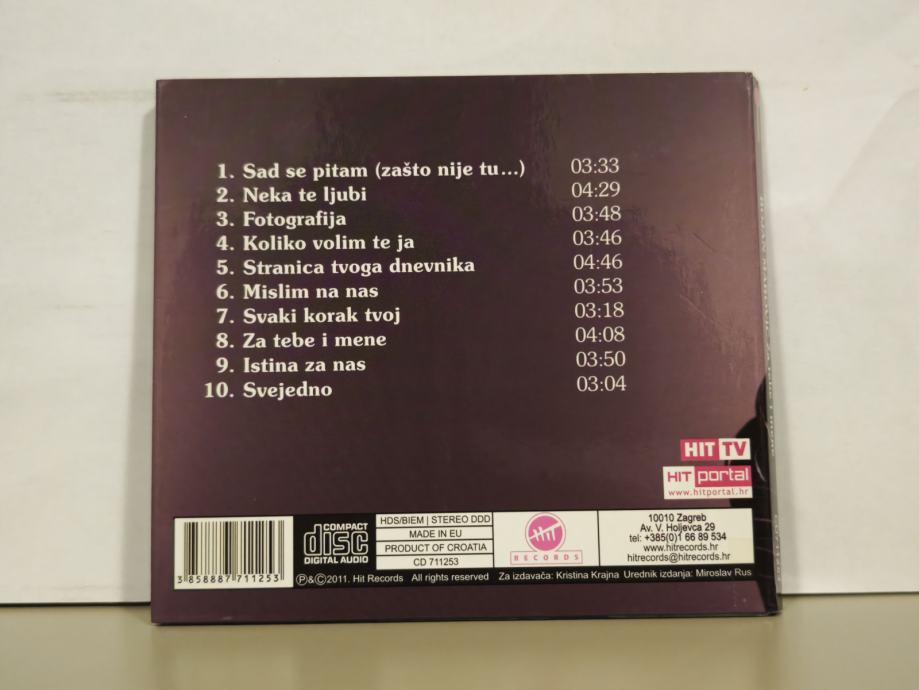 1. Sad se pitam (zašto nije tu...) 03:33
2. Neka te ljubi 04:29
3. Fotografija 03:48
4. Koliko volim te ja 03:46
5. Stranica tvoga dnevnika 04:46
6. Mislim na nas 03:53
7. Svaki korak tvoj 03:18
8. Za tebe i mene 04:08
9. Istina za nas 03:50
10. Svejedno 03:04
HIT TV
HIT portal
www.hitportal.hr
3 858887 711253
COMPACT
disc
DIGITAL AUDIO
HDS/BIEM | STEREO DDD
MADE IN EU
PRODUCT OF CROATIA
CD 711253
HIT
RECORDS
10010 Zagreb
Av. V. Holjevca 29
tel: +385(0)1 66 89 534
www.hitrecords.hr
hitrecords@hitrecords.hr
℗&©2011. Hit Records All rights reserved Za izdavača: Kristina Krajna Urednik izdanja: Miroslav Rus